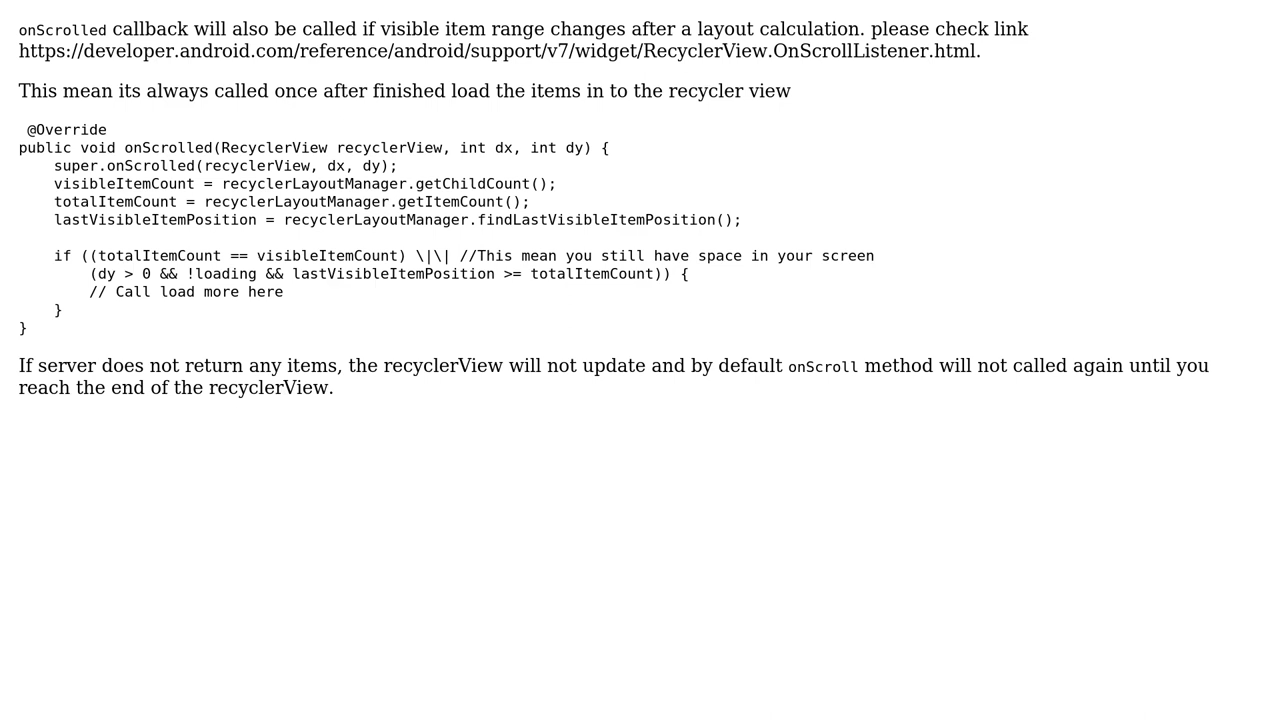 onScrolled callback will also be called if visible item range changes after a layout calculation. please check link
https://developer.android.com/reference/android/support/v7/widget/RecyclerView.OnScrollListener.html.
This mean its always called once after finished load the items in to the recycler view
 @Override
public void onScrolled(RecyclerView recyclerView, int dx, int dy) {
    super.onScrolled(recyclerView, dx, dy);
    visibleItemCount = recyclerLayoutManager.getChildCount();
    totalItemCount = recyclerLayoutManager.getItemCount();
    lastVisibleItemPosition = recyclerLayoutManager.findLastVisibleItemPosition();
    if ((totalItemCount == visibleItemCount) \|\| //This mean you still have space in your screen
        (dy > 0 && !loading && lastVisibleItemPosition >= totalItemCount)) {
        // Call load more here
    }
}
If server does not return any items, the recyclerView will not update and by default onScroll method will not called again until you
reach the end of the recyclerView.